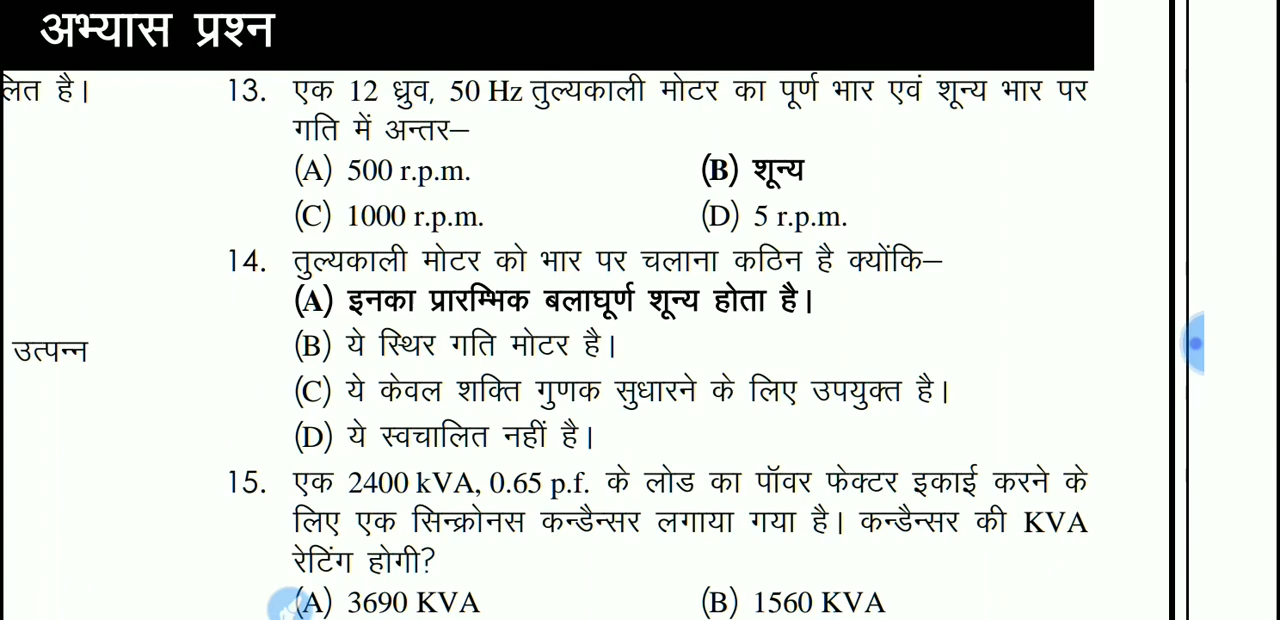 अभ्यास प्रश्न
लित है।
उत्पन्न
13. एक 12 ध्रुव, 50 Hz तुल्यकाली मोटर का पूर्ण भार एवं शून्य भार पर
गति में अन्तर–
(A) 500 r.p.m. (B) शून्य
(C) 1000 r.p.m. (D) 5 r.p.m.
14. तुल्यकाली मोटर को भार पर चलाना कठिन है क्योंकि–
(A) इनका प्रारम्भिक बलाघूर्ण शून्य होता है।
(B) ये स्थिर गति मोटर है।
(C) ये केवल शक्ति गुणक सुधारने के लिए उपयुक्त है।
(D) ये स्वचालित नहीं है।
15. एक 2400 kVA, 0.65 p.f. के लोड का पॉवर फेक्टर इकाई करने के
लिए एक सिन्क्रोनस कन्डैन्सर लगाया गया है। कन्डैन्सर की KVA
रेटिंग होगी?
(A) 3690 KVA (B) 1560 KVA